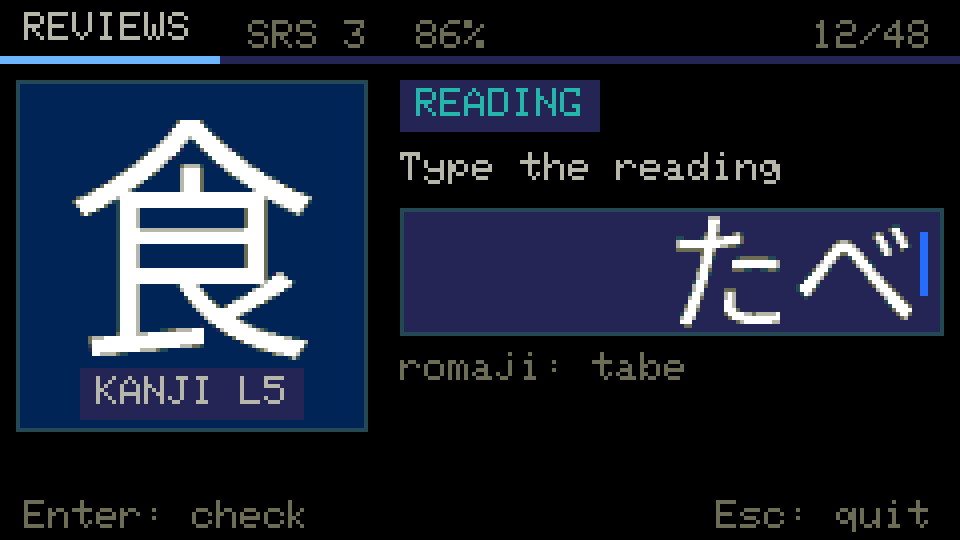 REVIEWS SRS 3 86% 12/48
食
KANJI L5
READING
Type the reading
たべ
romaji: tabe
Enter: check Esc: quit